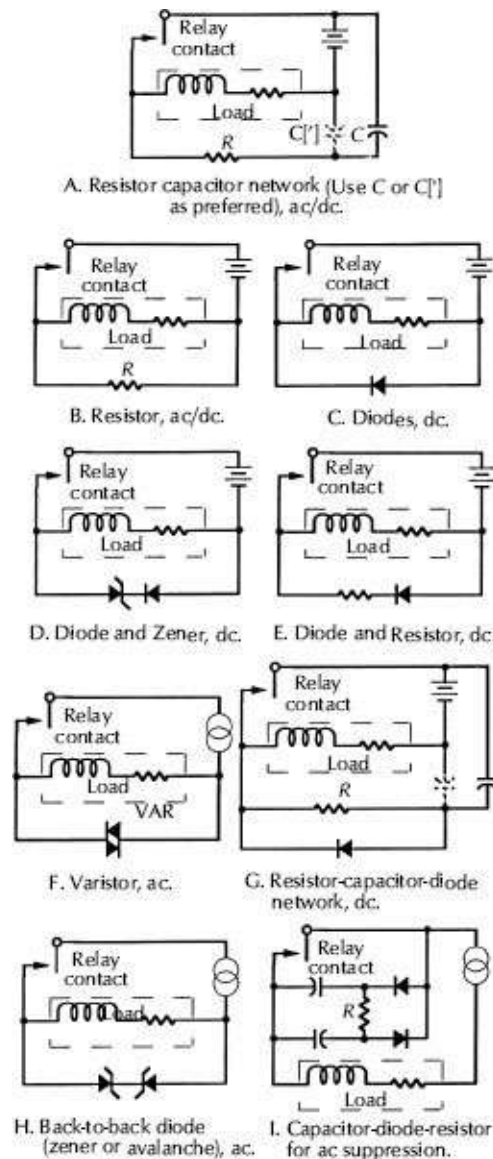 Relay
contact
Load
C['] C
R
A. Resistor capacitor network (Use C or C[']
as preferred), ac/dc.
Relay
contact
Load
R
B. Resistor, ac/dc.
Relay
contact
Load
C. Diodes, dc.
Relay
contact
Load
D. Diode and Zener, dc.
Relay
contact
Load
E. Diode and Resistor, dc
Relay
contact
Load
VAR
F. Varistor, ac.
Relay
contact
Load
R
G. Resistor-capacitor-diode
network, dc.
Relay
contact
Load
H. Back-to-back diode
(zener or avalanche), ac.
Relay
contact
R
Load
I. Capacitor-diode-resistor
for ac suppression.